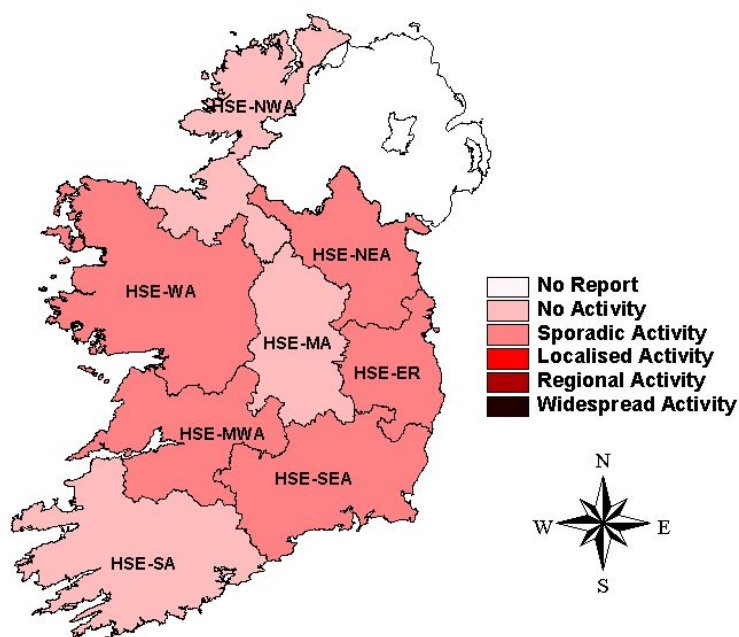 HSE-NWA
HSE-NEA
HSE-WA
HSE-MA
HSE-ER
HSE-MWA
HSE-SEA
HSE-SA
No Report
No Activity
Sporadic Activity
Localised Activity
Regional Activity
Widespread Activity
N
W E
S